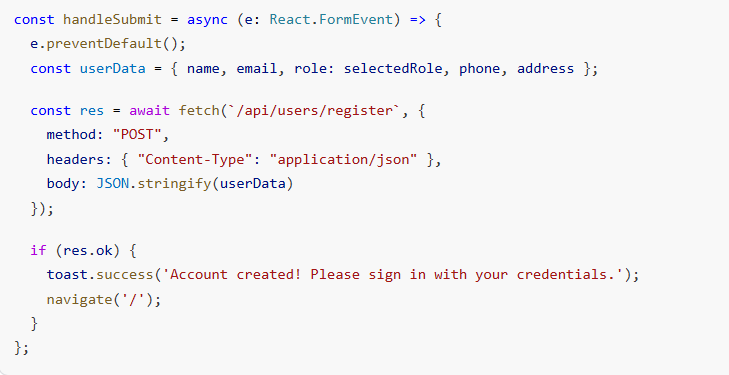 const handleSubmit = async (e: React.FormEvent) => {
  e.preventDefault();
  const userData = { name, email, role: selectedRole, phone, address };

  const res = await fetch(`/api/users/register`, {
    method: "POST",
    headers: { "Content-Type": "application/json" },
    body: JSON.stringify(userData)
  });

  if (res.ok) {
    toast.success('Account created! Please sign in with your credentials.');
    navigate('/');
  }
};